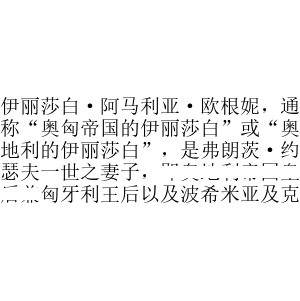 伊丽莎白·阿马利亚·欧根妮，通
称“奥匈帝国的伊丽莎白”或“奥
地利的伊丽莎白”，是弗朗茨·约
瑟夫一世之妻子，
匈牙利王后以及波希米亚及克